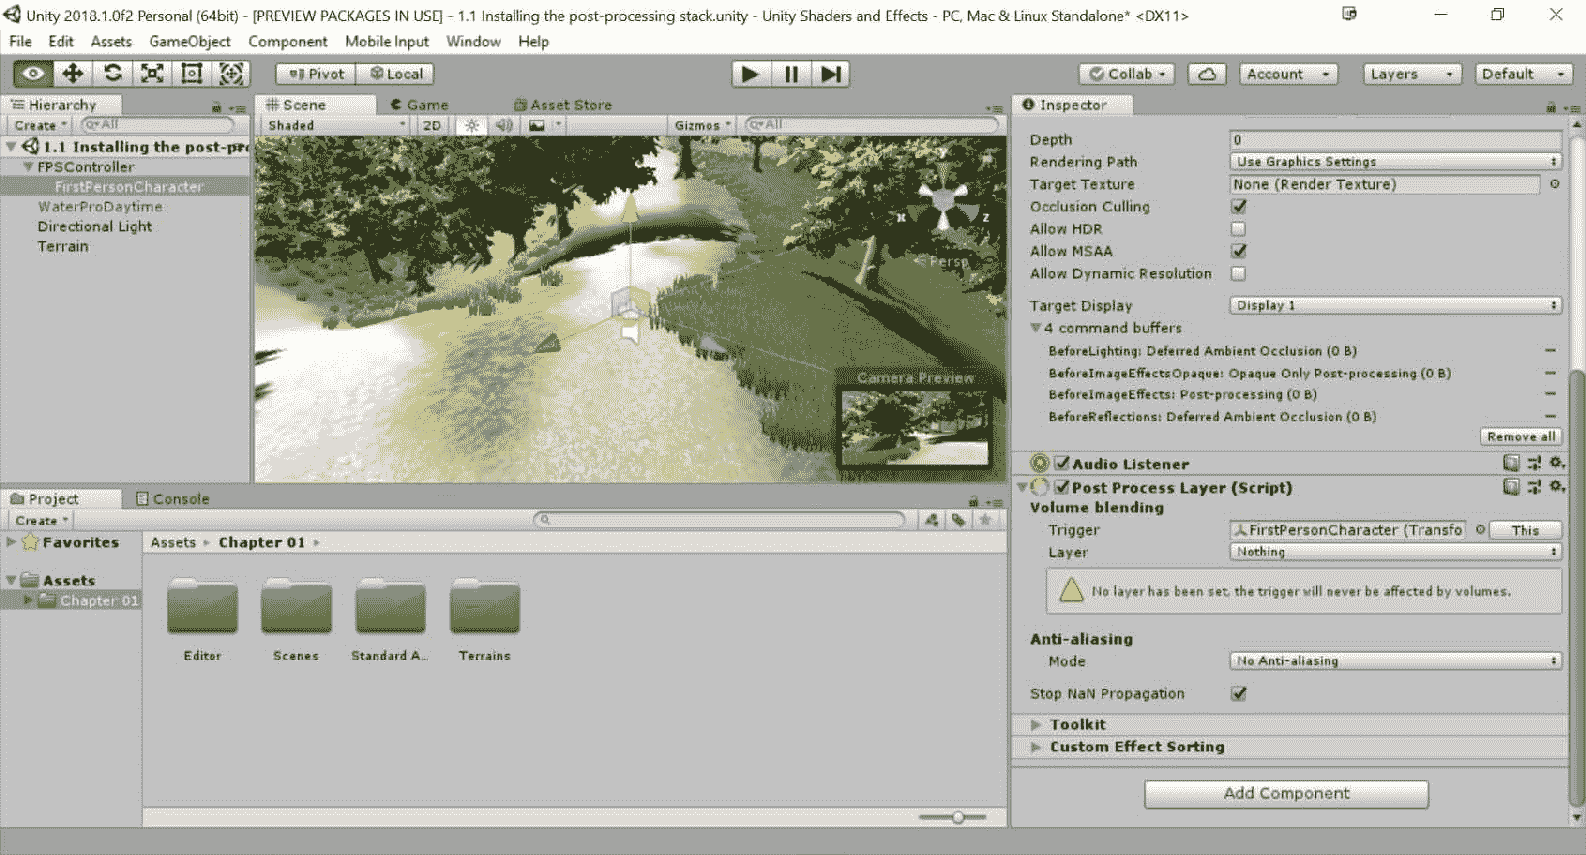 Unity 2018.1.0f2 Personal (64bit) - [PREVIEW PACKAGES IN USE] - 1.1 Installing the post-processing stack.unity - Unity Shaders and Effects - PC, Mac & Linux Standalone* <DX11>
File Edit Assets GameObject Component Mobile Input Window Help
Pivot Local Collab Account Layers Default
Hierarchy
Create All
1.1 Installing the post-pro
FPSController
FirstPersonCharacter
WaterProDaytime
Directional Light
Terrain
Scene Game Asset Store
Shaded 2D Gizmos All
Y
X
Z
Persp
Camera Preview
Inspector
Depth 0
Rendering Path Use Graphics Settings
Target Texture None (Render Texture)
Occlusion Culling
Allow HDR
Allow MSAA
Allow Dynamic Resolution
Target Display Display 1
4 command buffers
BeforeLighting: Deferred Ambient Occlusion (0 B)
BeforeImageEffectsOpaque: Opaque Only Post-processing (0 B)
BeforeImageEffects: Post-processing (0 B)
BeforeReflections: Deferred Ambient Occlusion (0 B)
Remove all
Audio Listener
Post Process Layer (Script)
Volume blending
Trigger FirstPersonCharacter (Transfo This
Layer Nothing
No layer has been set, the trigger will never be affected by volumes.
Anti-aliasing
Mode No Anti-aliasing
Stop NaN Propagation
Toolkit
Custom Effect Sorting
Add Component
Project Console
Create
Favorites
Assets
Chapter 01
Assets Chapter 01
Editor Scenes Standard A... Terrains